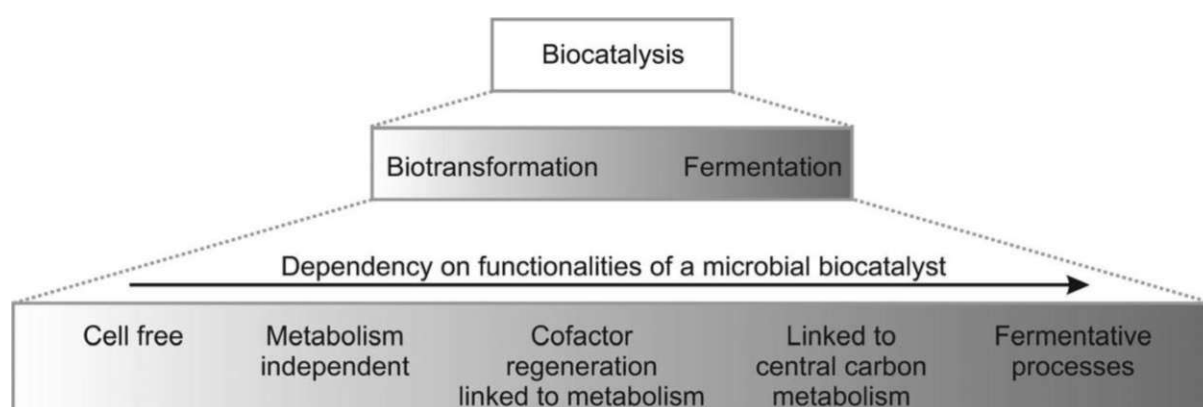 Biocatalysis
Biotransformation Fermentation
Dependency on functionalities of a microbial biocatalyst
Cell free
Metabolism
independent
Cofactor
regeneration
linked to metabolism
Linked to
central carbon
metabolism
Fermentative
processes